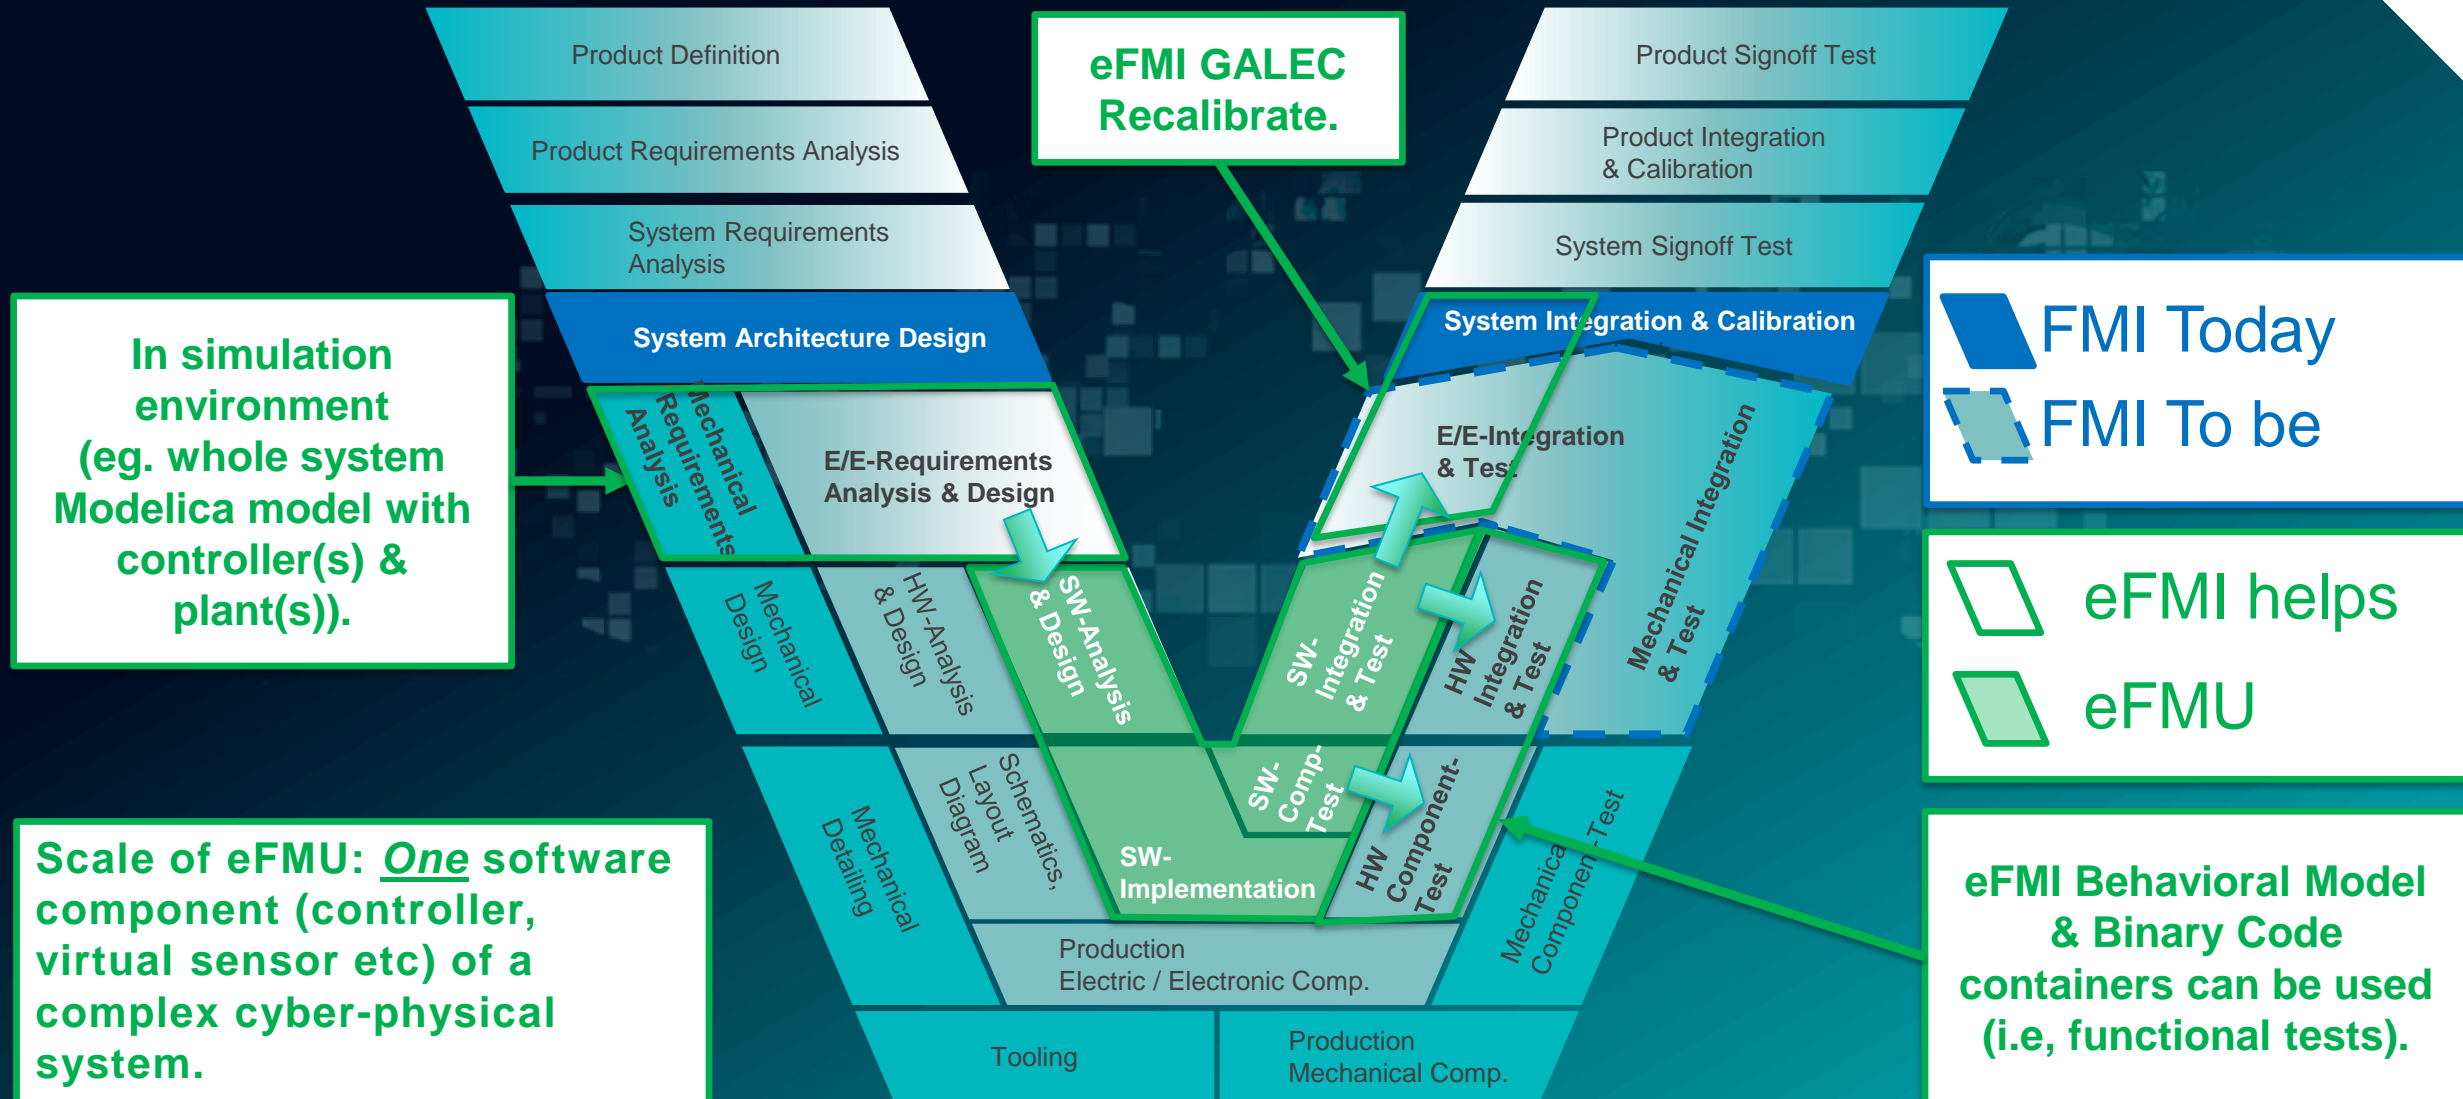 Product Definition
Product Requirements Analysis
System Requirements
Analysis
System Architecture Design
eFMI GALEC
Recalibrate.
Product Signoff Test
Product Integration
& Calibration
System Signoff Test
System Integration & Calibration
In simulation
environment
(eg. whole system
Modelica model with
controller(s) &
plant(s)).
Mechanical
Requirements
Analysis
E/E-Requirements
Analysis & Design
E/E-Integration
& Test
Mechanical Integration
& Test
FMI Today
FMI To be
eFMI helps
eFMU
Mechanical
Design
HW-Analysis
& Design
SW-Analysis
& Design
SW-
Integration
& Test
HW
Integration
& Test
Mechanical
Detailing
Schematics,
Layout
Diagram
SW-
Comp-
Test
SW-
Implementation
HW
Component-
Test
Mechanical
Component-Test
Production
Electric / Electronic Comp.
Tooling
Production
Mechanical Comp.
Scale of eFMU: One software
component (controller,
virtual sensor etc) of a
complex cyber-physical
system.
eFMI Behavioral Model
& Binary Code
containers can be used
(i.e, functional tests).